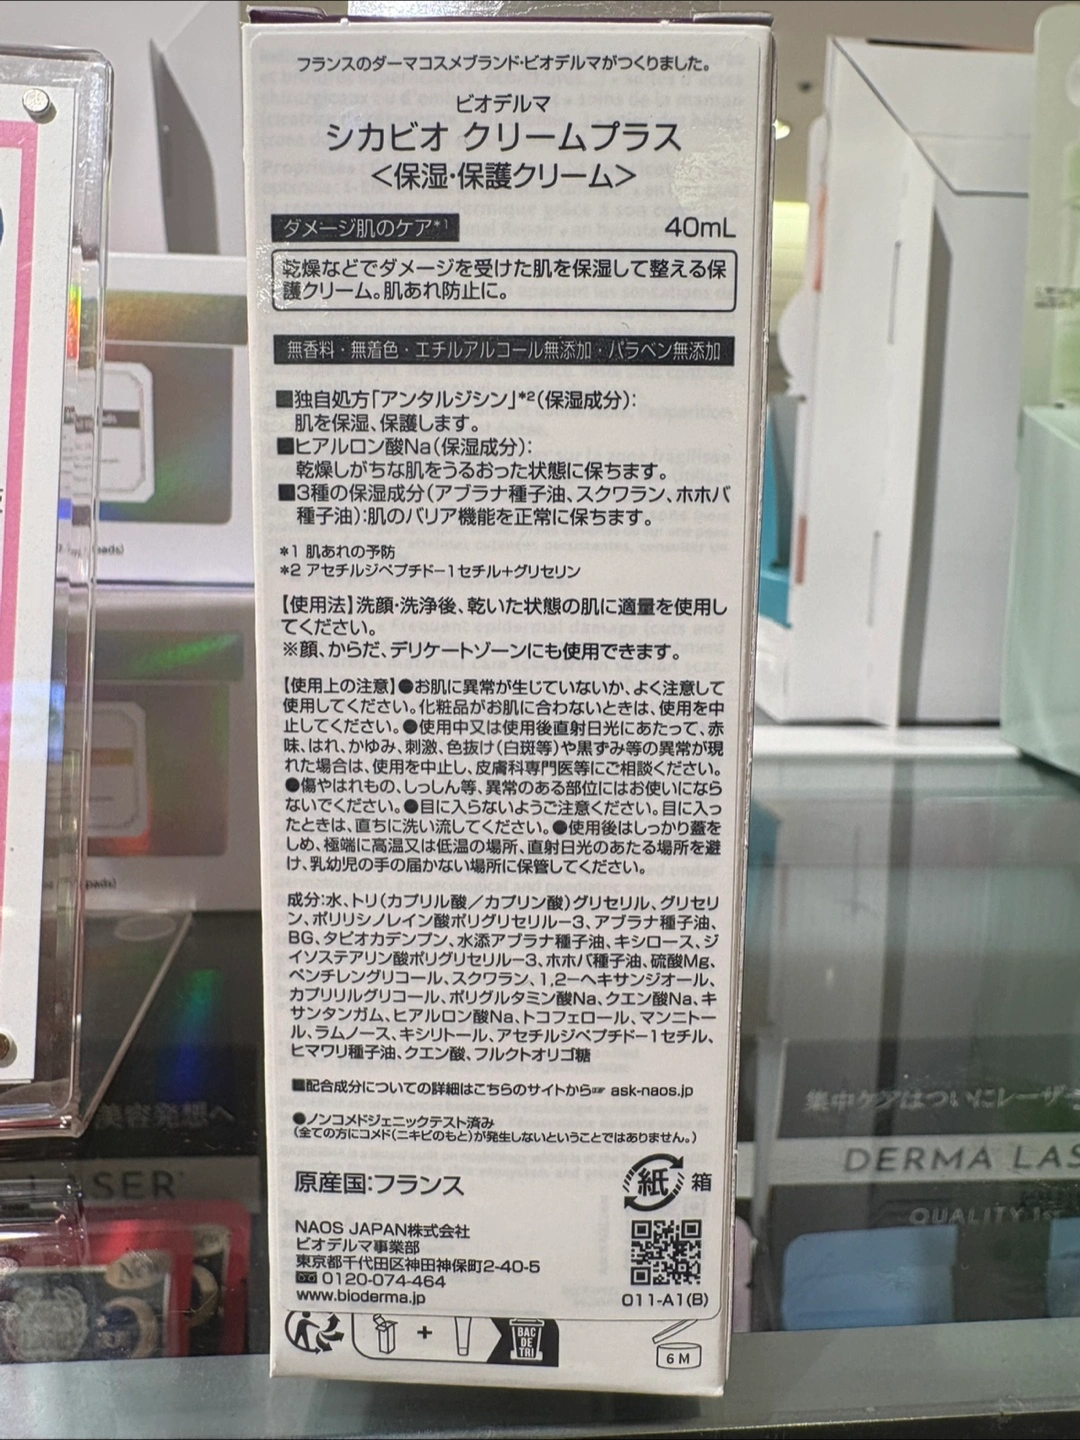 フランスのダーマコスメブランド・ビオデルマがつくりました。
ビオデルマ
シカビオ クリームプラス
<保湿・保護クリーム>
ダメージ肌のケア*1
40mL
乾燥などでダメージを受けた肌を保湿して整える保
護クリーム。肌あれ防止に。
無香料・無着色・エチルアルコール無添加・パラベン無添加
■独自処方「アンタルジシン」*2(保湿成分):
肌を保湿、保護します。
■ヒアルロン酸Na(保湿成分):
乾燥しがちな肌をうるおった状態に保ちます。
■3種の保湿成分(アブラナ種子油、スクワラン、ホホバ
種子油):肌のバリア機能を正常に保ちます。
*1 肌あれの予防
*2 アセチルジペプチド-1セチル+グリセリン
【使用法】洗顔・洗浄後、乾いた状態の肌に適量を使用し
てください。
※顔、からだ、デリケートゾーンにも使用できます。
【使用上の注意】●お肌に異常が生じていないか、よく注意して
使用してください。化粧品がお肌に合わないときは、使用を中
止してください。●使用中又は使用後直射日光にあたって、赤
味、はれ、かゆみ、刺激、色抜け(白斑等)や黒ずみ等の異常が現
れた場合は、使用を中止し、皮膚科専門医等にご相談ください。
●傷やはれもの、しっしん等、異常のある部位にはお使いになら
ないでください。●目に入らないようご注意ください。目に入っ
たときは、直ちに洗い流してください。●使用後はしっかり蓋を
しめ、極端に高温又は低温の場所、直射日光のあたる場所を避
け、乳幼児の手の届かない場所に保管してください。
成分:水、トリ(カプリル酸/カプリン酸)グリセリル、グリセリ
ン、ポリリシノレイン酸ポリグリセリル-3、アブラナ種子油、
BG、タピオカデンプン、水添アブラナ種子油、キシロース、ジ
イソステアリン酸ポリグリセリル-3、ホホバ種子油、硫酸Mg、
ペンチレングリコール、スクワラン、1,2-ヘキサンジオール、
カプリリルグリコール、ポリグルタミン酸Na、クエン酸Na、キ
サンタンガム、ヒアルロン酸Na、トコフェロール、マンニトー
ル、ラムノース、キシリトール、アセチルジペプチド-1セチル、
ヒマワリ種子油、クエン酸、フルクトオリゴ糖
■配合成分についての詳細はこちらのサイトから☞ ask-naos.jp
●ノンコメドジェニックテスト済み
(全ての方にコメド(ニキビのもと)が発生しないということではありません。)
原産国:フランス
紙 箱
NAOS JAPAN株式会社
ビオデルマ事業部
東京都千代田区神田神保町2-40-5
0120-074-464
www.bioderma.jp
011-A1(B)
+
BAC
DE
TRI
6 M
美容発想へ
LASER
集中ケアはついにレーザ
DERMA LAS
QUALITY 1st